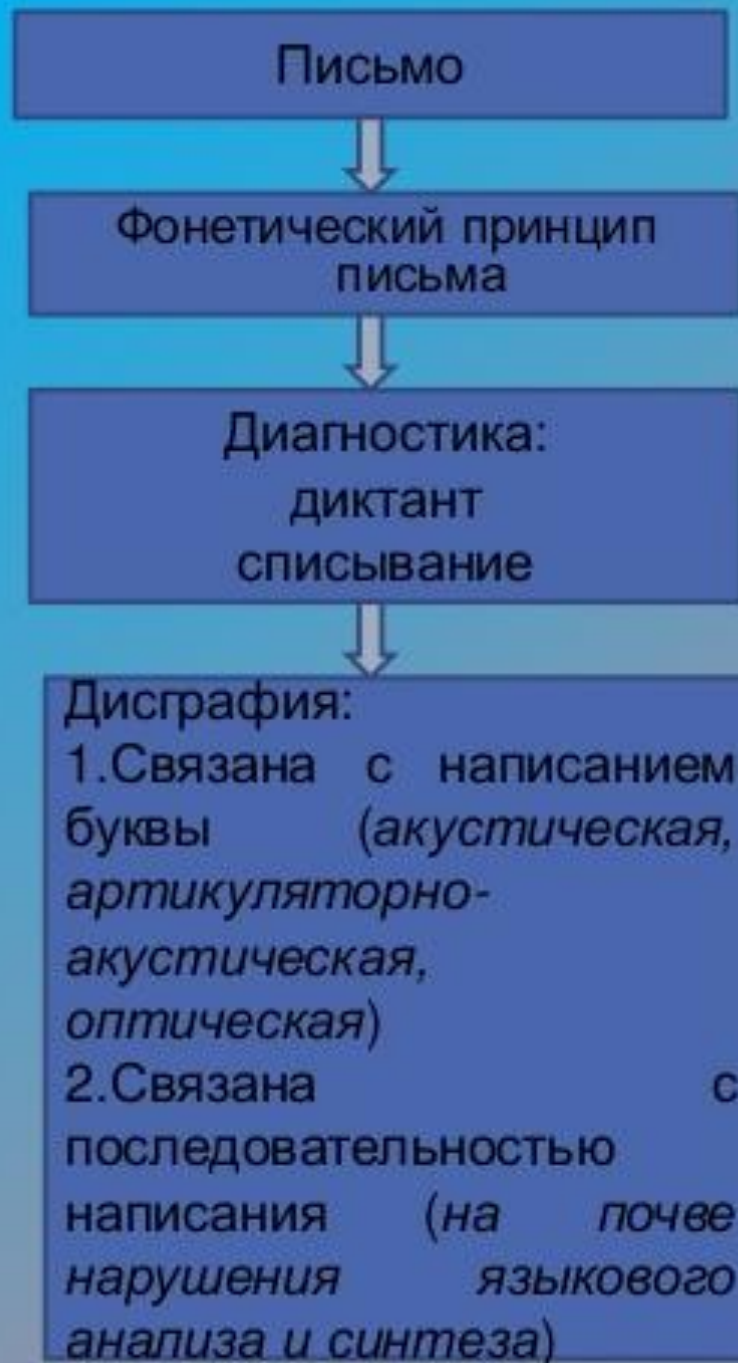 Письмо
Фонетический принцип
письма
Диагностика:
диктант
списывание
Дисграфия:
1.Связана с написанием
буквы (акустическая,
артикуляторно-
акустическая,
оптическая)
2.Связана с
последовательностью
написания (на почве
нарушения языкового
анализа и синтеза)